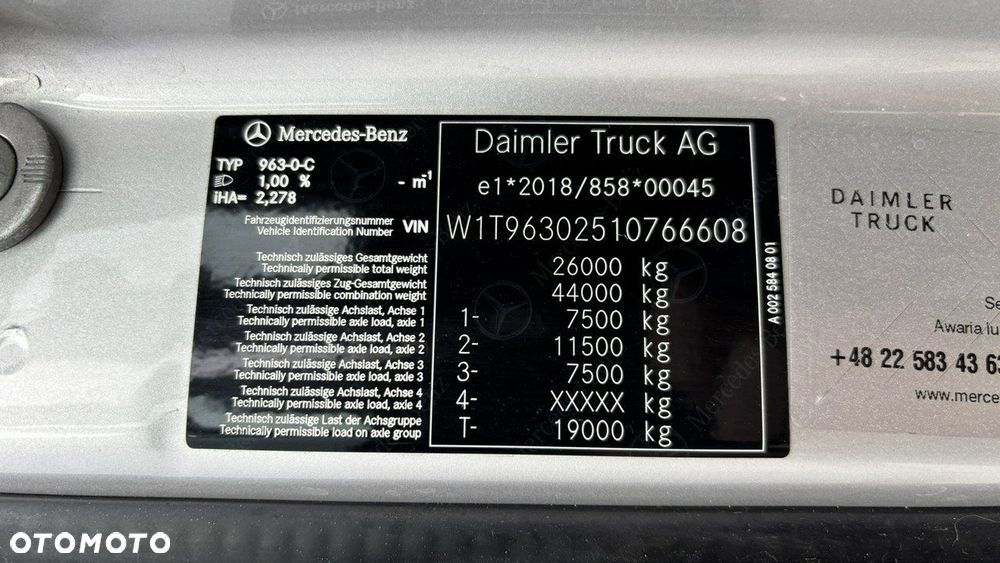 Mercedes-Benz
TYP 963-0-C
1,00 % - m-1
iHA= 2,278
Fahrzeugidentifizierungsnummer
Vehicle Identification Number VIN
Daimler Truck AG
e1*2018/858*00045
W1T96302510766608
Technisch zulässiges Gesamtgewicht
Technically permissible total weight 26000 kg
Technisch zulässiges Zug-Gesamtgewicht
Technically permissible combination weight 44000 kg
Technisch zulässige Achslast, Achse 1
Technically permissible axle load, axle 1 1- 7500 kg
Technisch zulässige Achslast, Achse 2
Technically permissible axle load, axle 2 2- 11500 kg
Technisch zulässige Achslast, Achse 3
Technically permissible axle load, axle 3 3- 7500 kg
Technisch zulässige Achslast, Achse 4
Technically permissible axle load, axle 4 4- XXXXX kg
Technisch zulässige Last der Achsgruppe
Technically permissible load on axle group T- 19000 kg
A 002 584 08 01
DAIMLER
TRUCK
Awaria
+48 22 583 43
www.merce
OTOMOTO